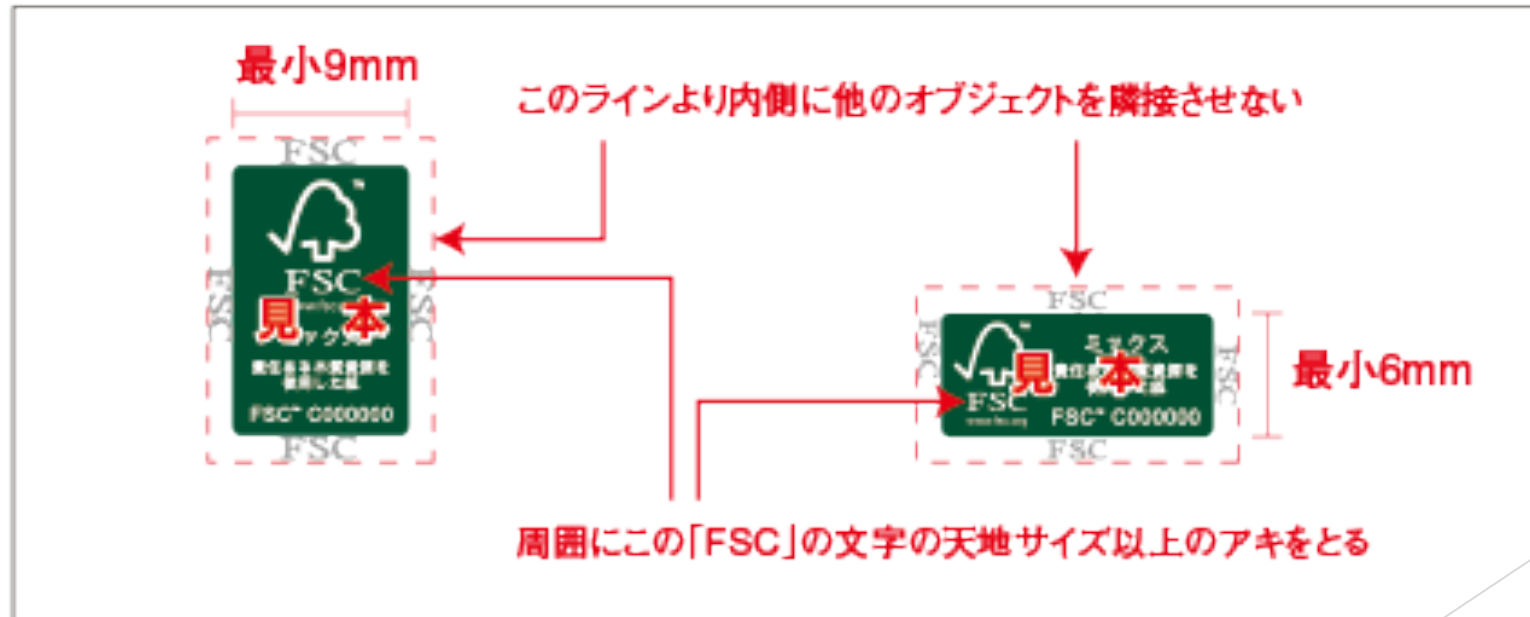 最小9mm
このラインより内側に他のオブジェクトを隣接させない
FSC
FSC
FSC
FSC
見 本
FSC™ C000000
FSC
FSC
FSC
ミックス
見 本
FSC
FSC
FSC™ C000000
FSC
最小6mm
周囲にこの「FSC」の文字の天地サイズ以上のアキをとる